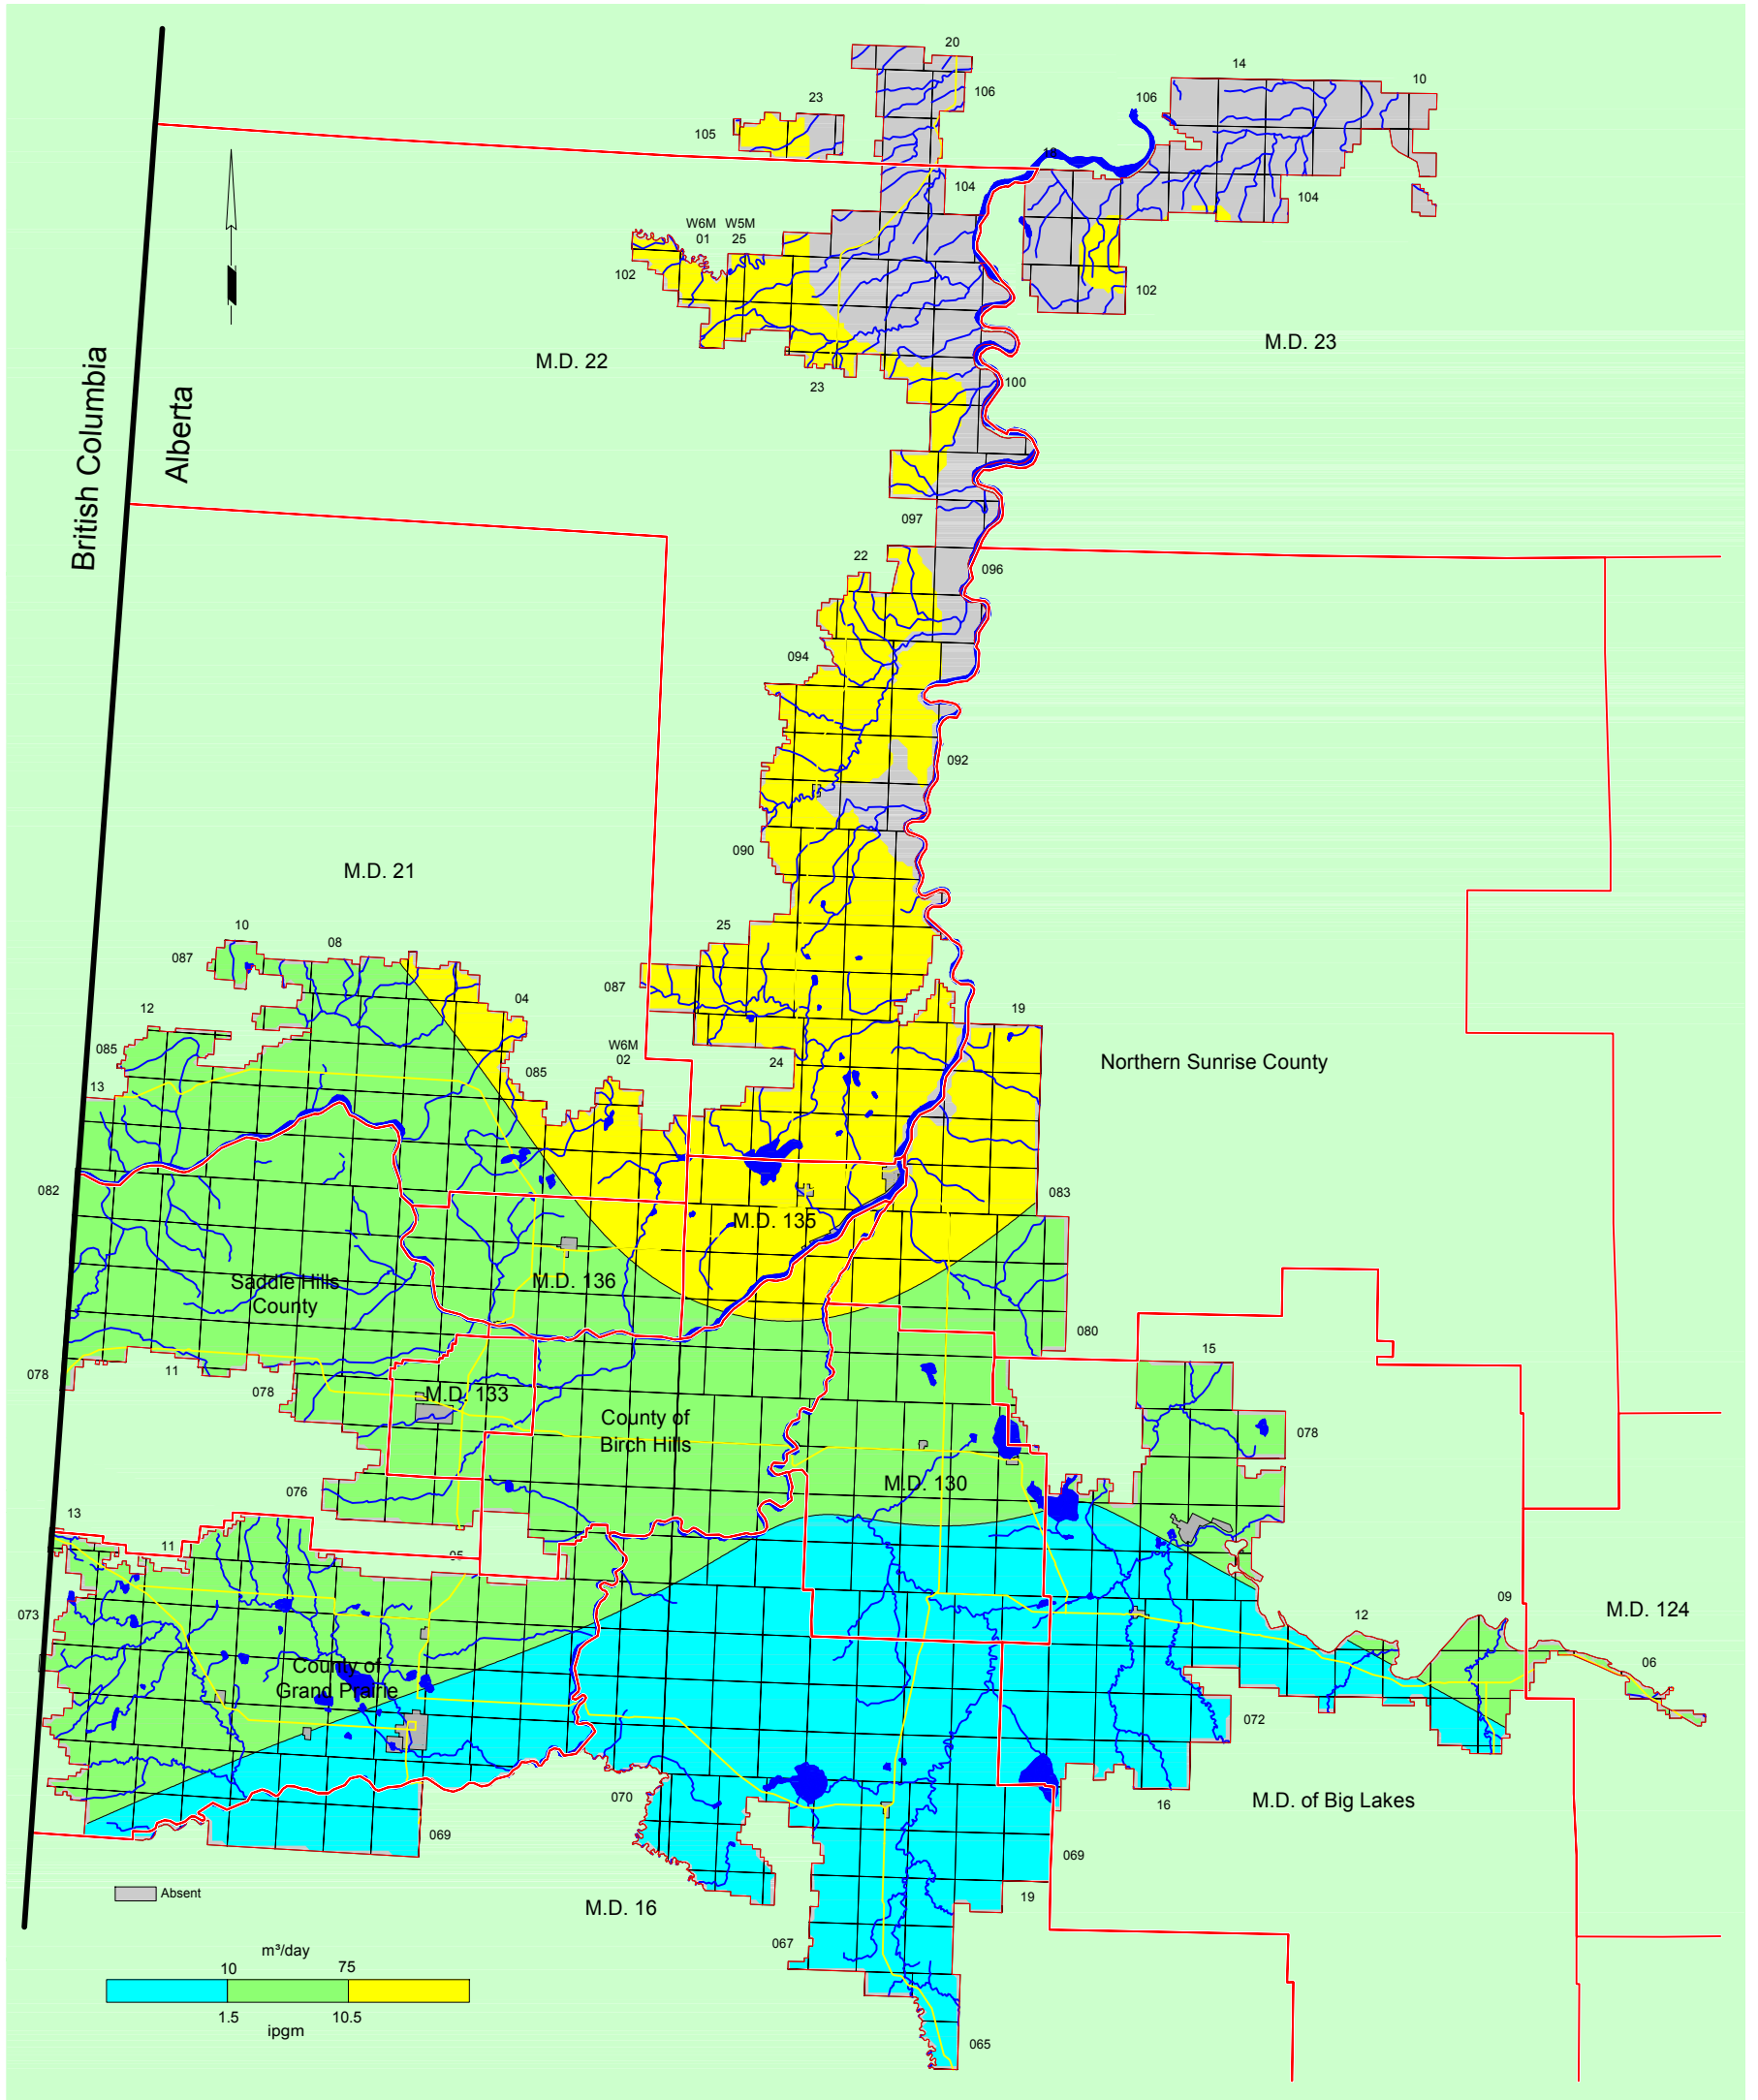 20
14
10
106
106
23
105
18
104
104
W6M W5M
01 25
102
102
M.D. 22
M.D. 23
23
100
British Columbia
Alberta
097
22
096
094
092
090
M.D. 21
10
08
087
25
087
04
12
19
085
W6M
02
24
Northern Sunrise County
13
085
082
083
M.D. 135
Saddle Hills
County
M.D. 136
080
15
078
11
078
M.D. 133
County of
Birch Hills
078
M.D. 130
076
13
11
05
073
09
12
M.D. 124
County of
Grand Prairie
06
072
070
16
M.D. of Big Lakes
069
069
Absent
19
M.D. 16
067
m³/day
10 75
1.5 10.5
ipgm
065